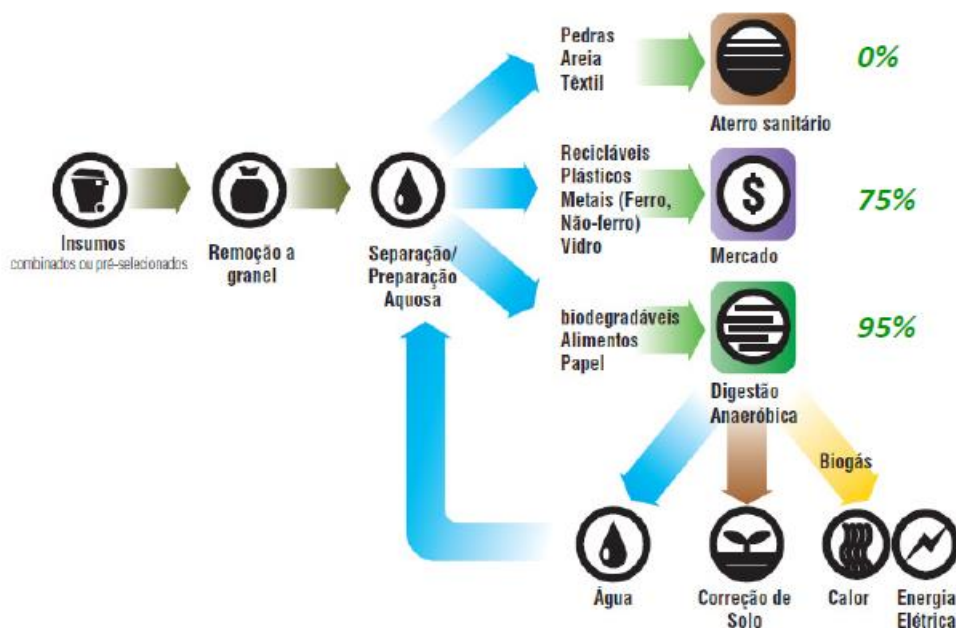 Insumos
combinados ou pré-selecionados
Remoção a
granel
Separação/
Preparação
Aquosa
Pedras
Areia
Têxtil
Aterro sanitário
0%
Recicláveis
Plásticos
Metais (Ferro,
Não-ferro)
Vidro
$
Mercado
75%
biodegradáveis
Alimentos
Papel
Digestão
Anaeróbica
95%
Biogás
Água
Correção de
Solo
Calor
Energia
Elétrica